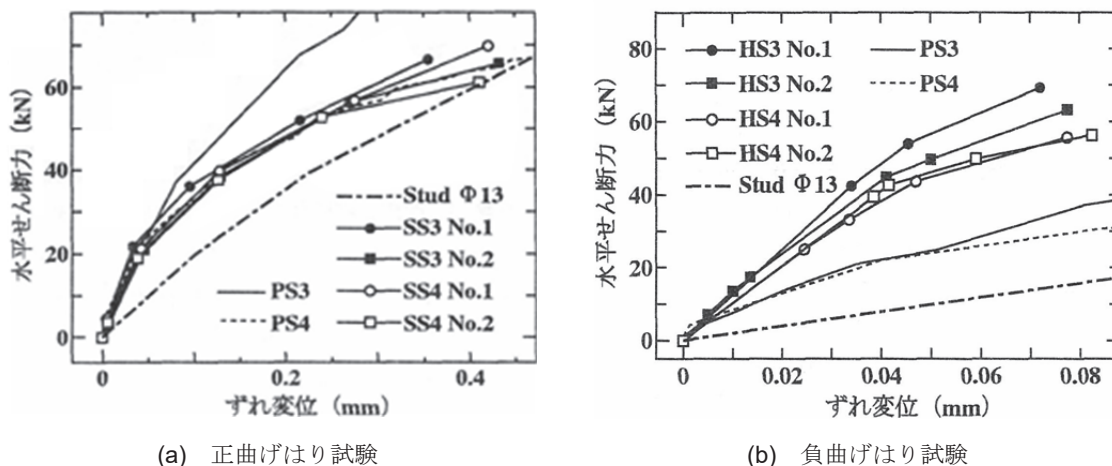 水平せん断力 (kN)
60
40
20
0
Stud Φ13
SS3 No.1
SS3 No.2
SS4 No.1
SS4 No.2
PS3
PS4
0 0.2 0.4
ずれ変位 (mm)
(a) 正曲げはり試験
水平せん断力 (kN)
80
60
40
20
0
HS3 No.1
HS3 No.2
HS4 No.1
HS4 No.2
Stud Φ13
PS3
PS4
0 0.02 0.04 0.06 0.08
ずれ変位 (mm)
(b) 負曲げはり試験